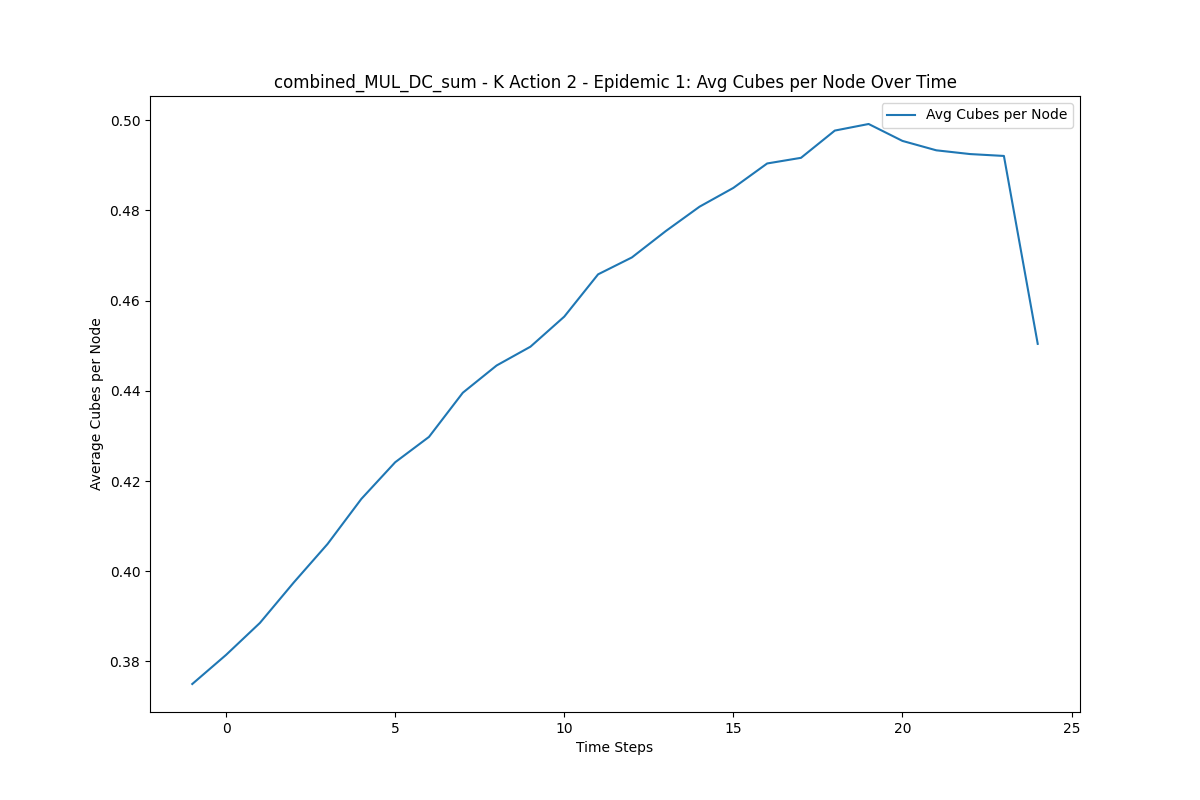 combined_MUL_DC_sum - K Action 2 - Epidemic 1: Avg Cubes per Node Over Time
Avg Cubes per Node
Average Cubes per Node
0.50
0.48
0.46
0.44
0.42
0.40
0.38
0 5 10 15 20 25
Time Steps